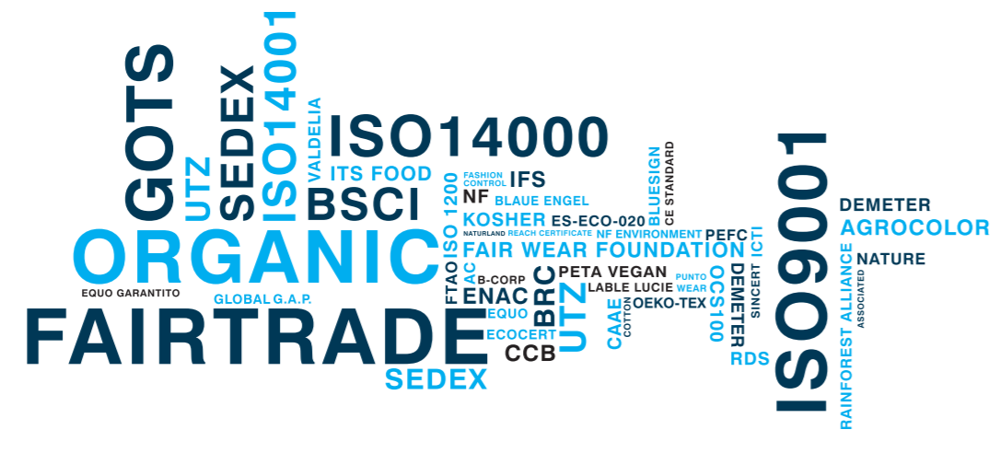 GOTS
UTZ
SEDEX
ISO14001
VALDELIA
ISO14000
ITS FOOD
BSCI
ISO 1200
FASHION
CONTROL
IFS
NF
BLAUE ENGEL
KOSHER
ES-ECO-020
BLUESIGN
CE STANDARD
NATURLAND
REACH CERTIFICATE
NF ENVIRONMENT
PEFC
FAIR WEAR FOUNDATION
ICTI
ORGANIC
EQUO GARANTITO
GLOBAL G.A.P.
FTAO
AC
B-CORP
ENAC
EQUO
BRC
ECOCERT
CCB
UTZ
PETA VEGAN
LABLE LUCIE
PUNTO
WEAR
CAAE
COTTON
OEKO-TEX
OCS100
DEMETER
SINCERT
RDS
FAIRTRADE
SEDEX
ISO9001
DEMETER
AGROCOLOR
NATURE
ASSOCIATED
RAINFOREST ALLIANCE